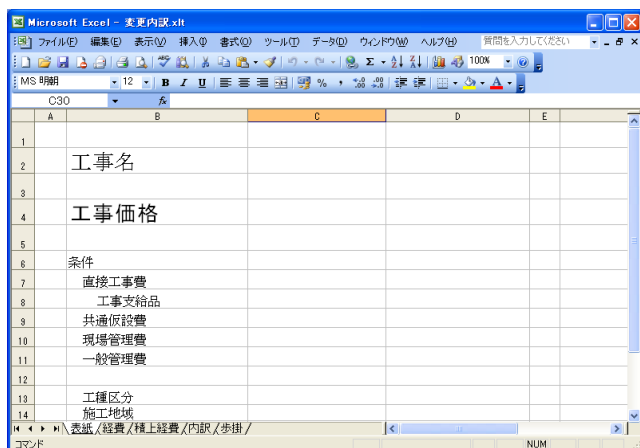 Microsoft Excel - 変更内訳.xlt
ファイル(F) 編集(E) 表示(V) 挿入(I) 書式(O) ツール(T) データ(D) ウィンドウ(W) ヘルプ(H) 質問を入力してください
100%
MS 明朝 12 B I U % ,
C30 fx
A B C D E
1
2 工事名
3
4 工事価格
5
6 条件
7 直接工事費
8 工事支給品
9 共通仮設費
10 現場管理費
11 一般管理費
12
13 工種区分
14 施工地域
表紙/経費/積上経費/内訳/歩掛/
コマンド NUM